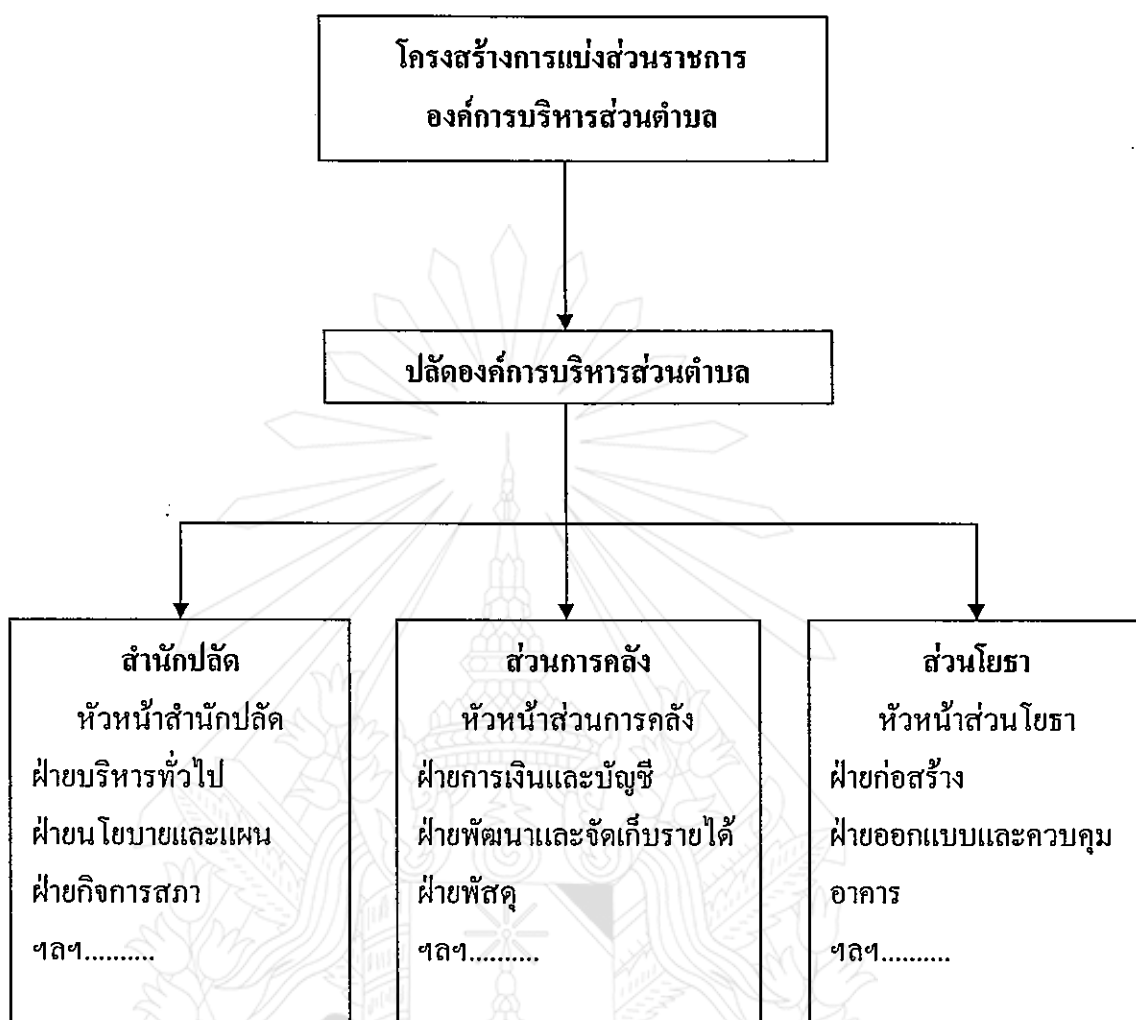 โครงสร้างการแบ่งส่วนราชการ
องค์การบริหารส่วนตำบล
ปลัดองค์การบริหารส่วนตำบล
สำนักปลัด
หัวหน้าสำนักปลัด
ฝ่ายบริหารทั่วไป
ฝ่ายนโยบายและแผน
ฝ่ายกิจการสภา
ฯลฯ..........
ส่วนการคลัง
หัวหน้าส่วนการคลัง
ฝ่ายการเงินและบัญชี
ฝ่ายพัฒนาและจัดเก็บรายได้
ฝ่ายพัสดุ
ฯลฯ..........
ส่วนโยธา
หัวหน้าส่วนโยธา
ฝ่ายก่อสร้าง
ฝ่ายออกแบบและควบคุม
อาคาร
ฯลฯ..........